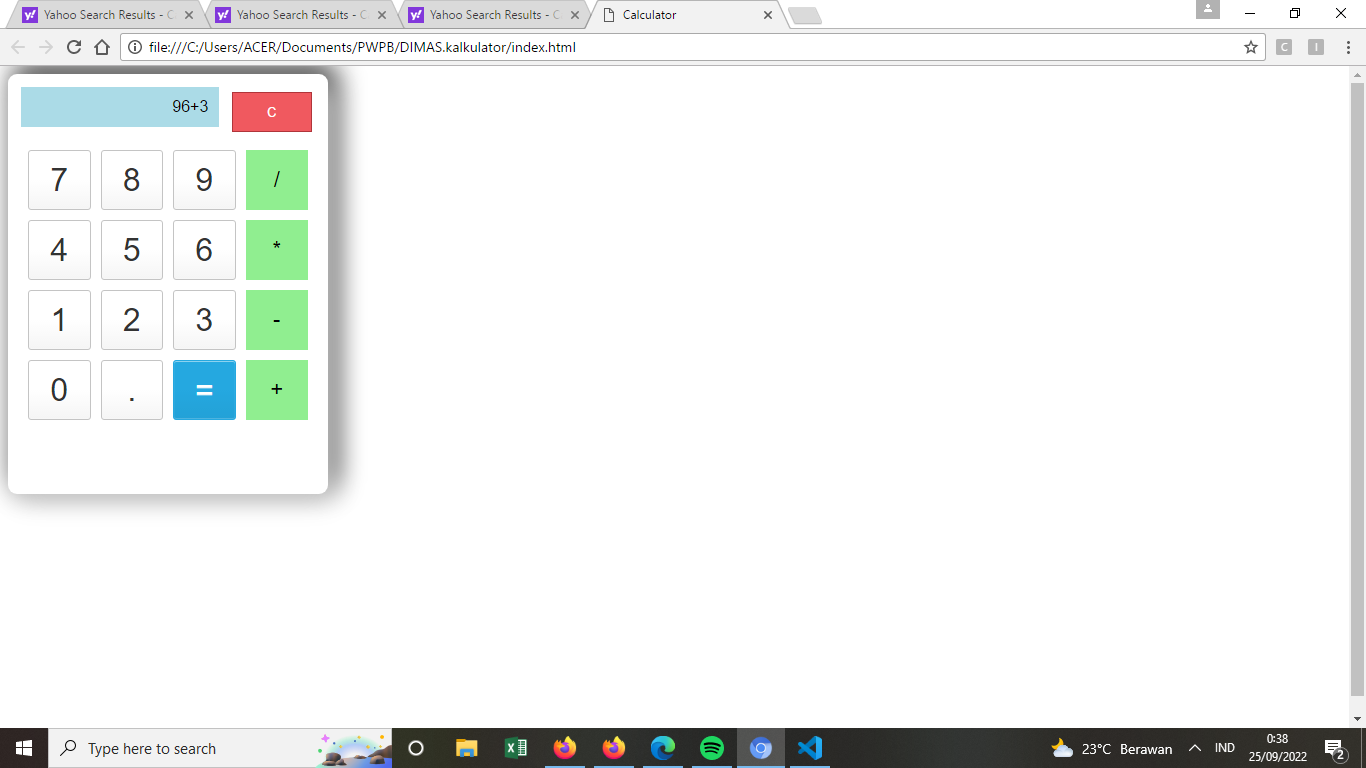 Yahoo Search Results - C
Yahoo Search Results - C
Yahoo Search Results - C
Calculator
file:///C:/Users/ACER/Documents/PWPB/DIMAS.kalkulator/index.html
C
I
96+3
C
7 8 9 /
4 5 6 *
1 2 3 -
0 . = +
Type here to search
23°C Berawan
IND
0:38
25/09/2022
2